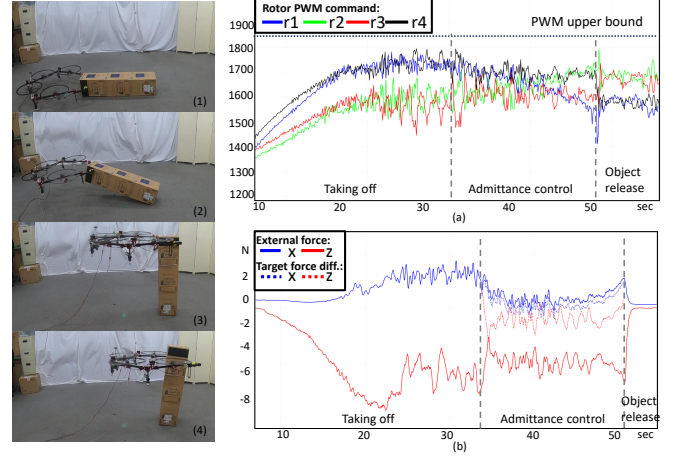 (1)
(2)
(3)
(4)
Rotor PWM command:
r1 r2 r3 r4
PWM upper bound
1900
1800
1700
1600
1500
1400
1300
1200
Taking off
Admittance control
Object
release
10 20 30 40 50 sec
(a)
External force:
X Z
Target force diff.:
X Z
N
2
0
-2
-4
-6
-8
Taking off
Admittance control
Object
release
10 20 30 40 50 sec
(b)